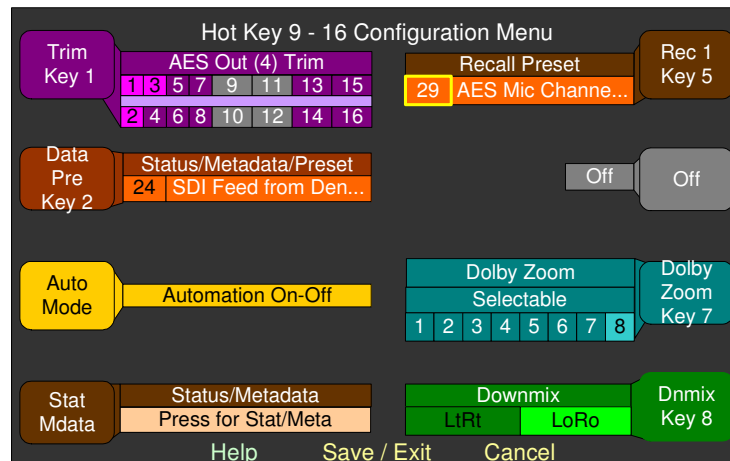 Hot Key 9 - 16 Configuration Menu
Trim
Key 1
AES Out (4) Trim
1 3 5 7 9 11 13 15
2 4 6 8 10 12 14 16
Recall Preset
29 AES Mic Channe...
Rec 1
Key 5
Data
Pre
Key 2
Status/Metadata/Preset
24 SDI Feed from Den...
Off
Off
Auto
Mode
Automation On-Off
Dolby Zoom
Selectable
1 2 3 4 5 6 7 8
Dolby
Zoom
Key 7
Stat
Mdata
Status/Metadata
Press for Stat/Meta
Downmix
LtRt LoRo
Dnmix
Key 8
Help Save / Exit Cancel